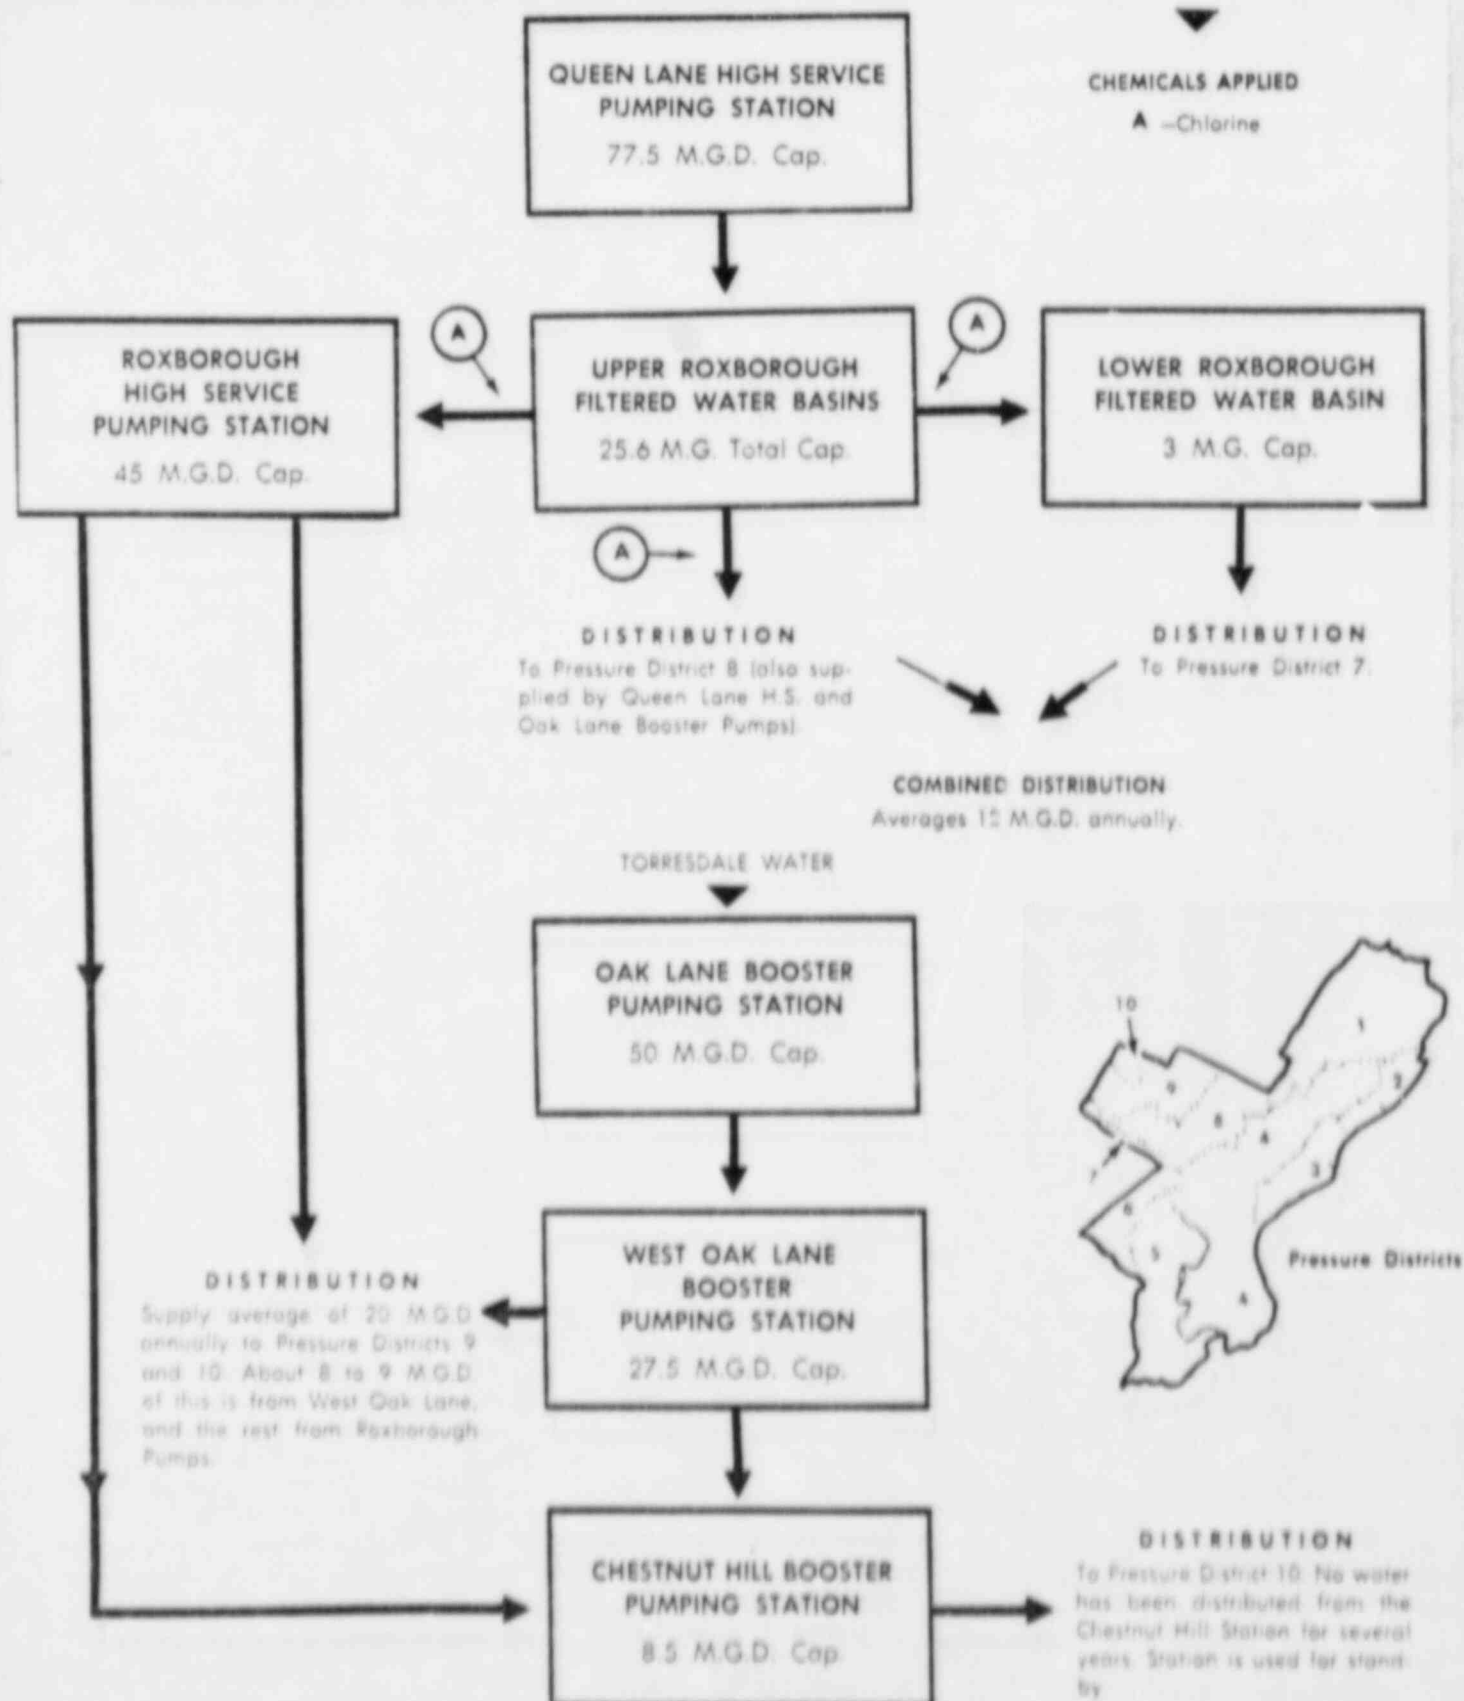 QUEEN LANE HIGH SERVICE
PUMPING STATION
77.5 M.G.D. Cap.
CHEMICALS APPLIED
A –Chlorine
ROXBOROUGH
HIGH SERVICE
PUMPING STATION
45 M.G.D. Cap.
A
UPPER ROXBOROUGH
FILTERED WATER BASINS
25.6 M.G. Total Cap.
A
LOWER ROXBOROUGH
FILTERED WATER BASIN
3 M.G. Cap.
A
DISTRIBUTION
To Pressure District 8 (also sup-
plied by Queen Lane H.S. and
Oak Lane Booster Pumps).
DISTRIBUTION
To Pressure District 7.
COMBINED DISTRIBUTION
Averages M.G.D. annually.
TORRESDALE WATER
OAK LANE BOOSTER
PUMPING STATION
50 M.G.D. Cap.
WEST OAK LANE
BOOSTER
PUMPING STATION
27.5 M.G.D. Cap.
DISTRIBUTION
Supply average of 20 M.G.D.
annually to Pressure Districts 9
and 10. About 8 to 9 M.G.D.
of this is from West Oak Lane,
and the rest from Roxborough
Pumps.
CHESTNUT HILL BOOSTER
PUMPING STATION
8.5 M.G.D. Cap.
DISTRIBUTION
To Pressure District 10. No water
has been distributed from the
Chestnut Hill Station for several
years. Station is used for stand-
by
10
1
2
9
8
4
3
7
6
5
4
Pressure Districts